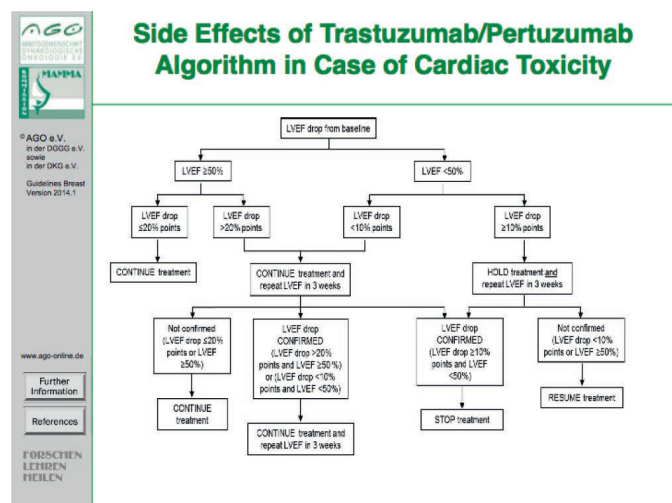 AGO
ARBEITSGEMEINSCHAFT
GYNÄKOLOGISCHE
ONKOLOGIE E.V.
KOMMISSION
MAMMA
© AGO e.V.
in der DGGG e.V.
sowie
in der DKG e.V.
Guidelines Breast
Version 2014.1
www.ago-online.de
Further
Information
References
FORSCHEN
LEHREN
HEILEN
Side Effects of Trastuzumab/Pertuzumab
Algorithm in Case of Cardiac Toxicity
LVEF drop from baseline
LVEF ≥50%
LVEF <50%
LVEF drop
≤20% points
LVEF drop
>20% points
LVEF drop
<10% points
LVEF drop
≥10% points
CONTINUE treatment
CONTINUE treatment and
repeat LVEF in 3 weeks
HOLD treatment and
repeat LVEF in 3 weeks
Not confirmed
(LVEF drop ≤20%
points or LVEF
≥50%)
LVEF drop
CONFIRMED
(LVEF drop >20%
points and LVEF ≥50%)
or (LVEF drop <10%
points and LVEF <50%)
LVEF drop
CONFIRMED
(LVEF drop ≥10%
points and LVEF
<50%)
Not confirmed
(LVEF drop <10%
points or LVEF ≥50%)
CONTINUE
treatment
CONTINUE treatment and
repeat LVEF in 3 weeks
STOP treatment
RESUME treatment